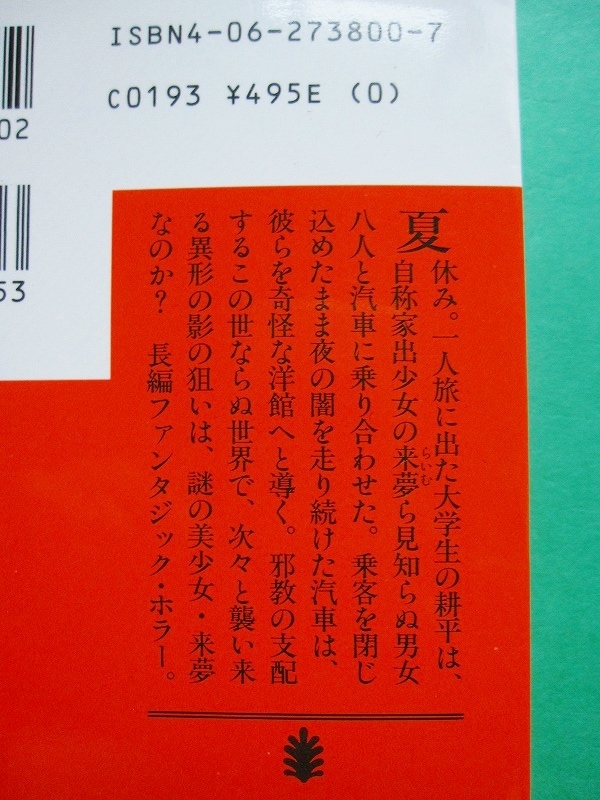 ISBN4-06-273800-7
C0193 ¥495E (0)
02
53
夏休み。一人旅に出た大学生の耕平は、
自称家出少女の来夢ら見知らぬ男女
らいむ
八人と汽車に乗り合わせた。乗客を閉じ
込めたまま夜の闇を走り続けた汽車は、
彼らを奇怪な洋館へと導く。邪教の支配
するこの世ならぬ世界で、次々と襲い来
る異形の影の狙いは、謎の美少女・来夢
なのか？　長編ファンタジック・ホラー。